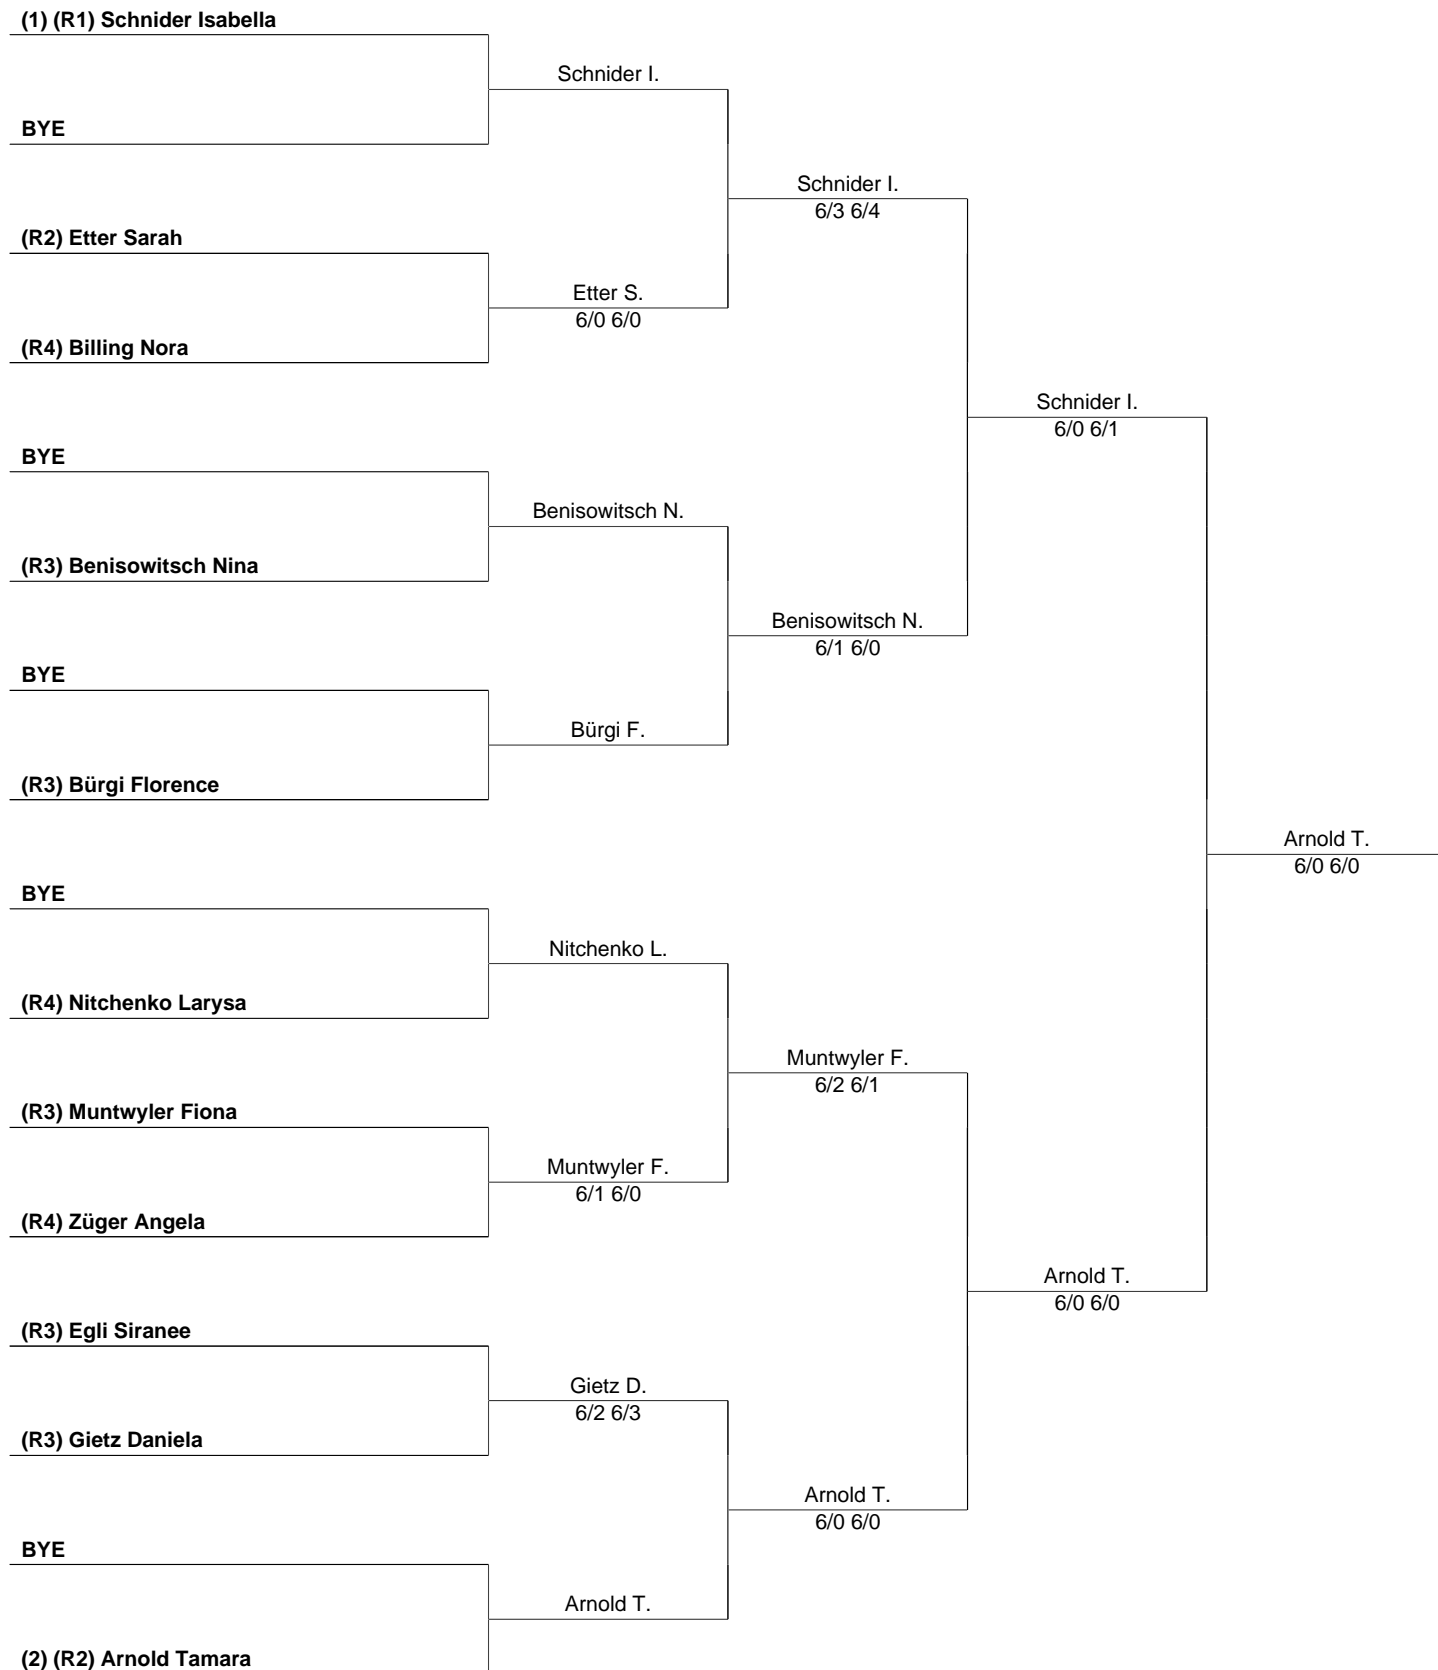 (1) (R1) Schnider Isabella
Schnider I.
BYE
Schnider I.
6/3 6/4
(R2) Etter Sarah
Etter S.
6/0 6/0
(R4) Billing Nora
Schnider I.
6/0 6/1
BYE
Benisowitsch N.
(R3) Benisowitsch Nina
Benisowitsch N.
6/1 6/0
BYE
Bürgi F.
(R3) Bürgi Florence
Arnold T.
6/0 6/0
BYE
Nitchenko L.
(R4) Nitchenko Larysa
Muntwyler F.
6/2 6/1
(R3) Muntwyler Fiona
Muntwyler F.
6/1 6/0
(R4) Züger Angela
Arnold T.
6/0 6/0
(R3) Egli Siranee
Gietz D.
6/2 6/3
(R3) Gietz Daniela
Arnold T.
6/0 6/0
BYE
Arnold T.
(2) (R2) Arnold Tamara